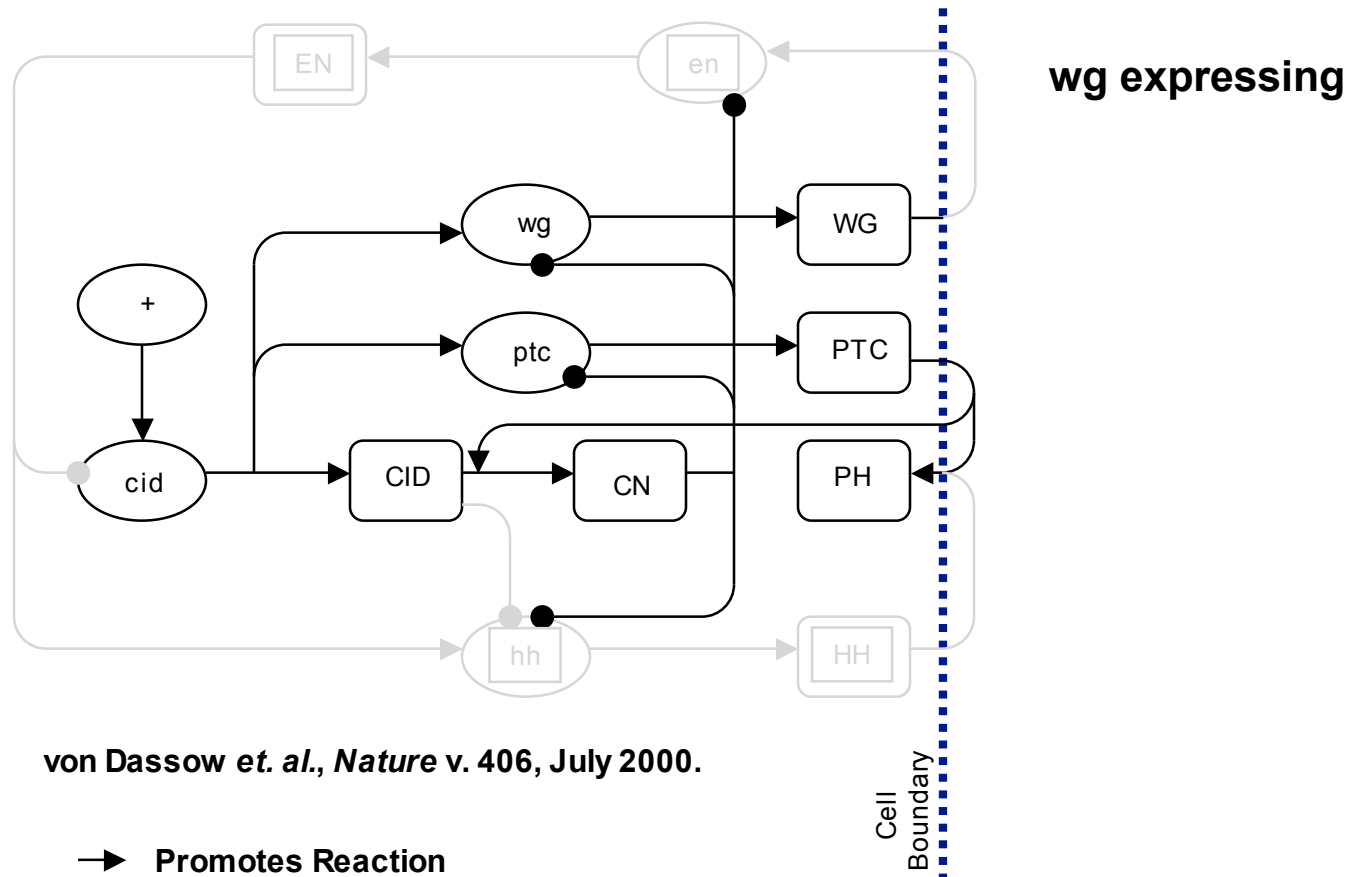 EN
en
wg expressing
wg
WG
+
ptc
PTC
cid
CID
CN
PH
hh
HH
von Dassow et. al., Nature v. 406, July 2000.
Cell
Boundary
Promotes Reaction